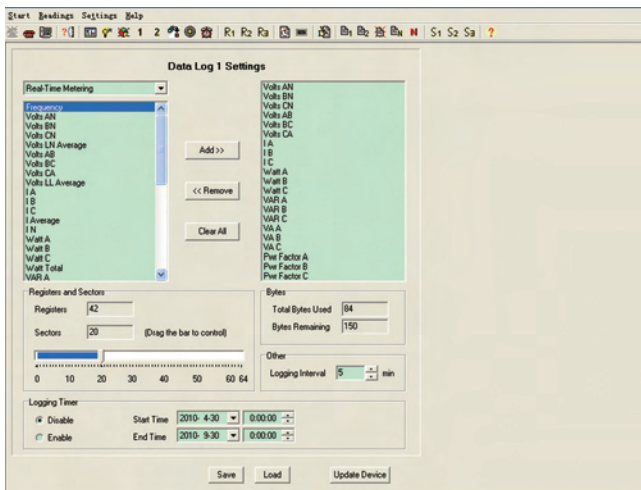 Start Readings Settings Help
1 2 R1 R2 R3 B1 B2 BN N S1 S2 S3 ?
Data Log 1 Settings
Real-Time Metering
Frequency
Volts AN
Volts BN
Volts CN
Volts LN Average
Volts AB
Volts BC
Volts CA
Volts LL Average
I A
I B
I C
I Average
I N
Watt A
Watt B
Watt C
Watt Total
VAR A
Add >>
<< Remove
Clear All
Volts AN
Volts BN
Volts CN
Volts AB
Volts BC
Volts CA
I A
I B
I C
Watt A
Watt B
Watt C
VAR A
VAR B
VAR C
VA A
VA B
VA C
Pwr Factor A
Pwr Factor B
Pwr Factor C
Registers and Sectors
Registers 42
Sectors 20 (Drag the bar to control)
0 10 20 30 40 50 60 64
Bytes
Total Bytes Used 84
Bytes Remaining 150
Other
Logging Interval 5 min
Logging Timer
Disable Start Time 2010- 4-30 0:00:00
Enable End Time 2010- 9-30 0:00:00
Save Load Update Device